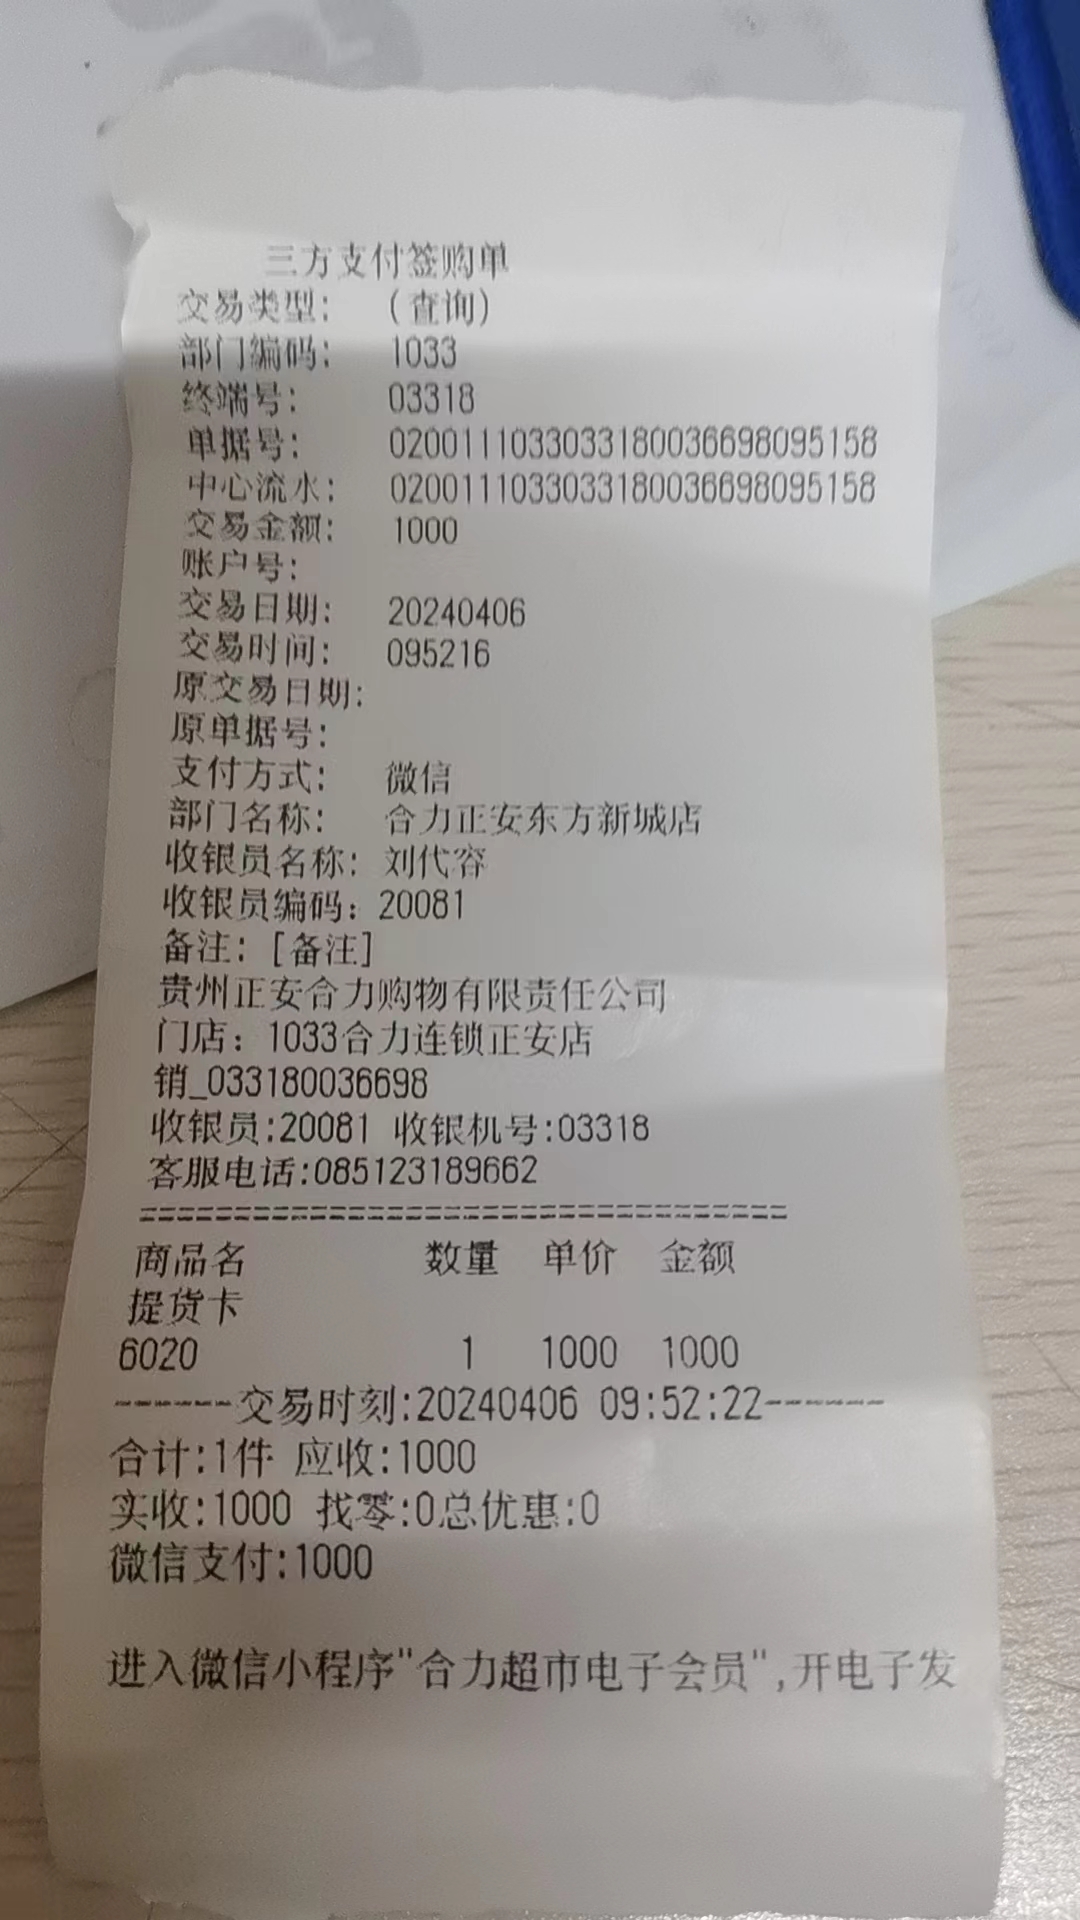 三方支付签购单
交易类型: (查询)
部门编码: 1033
终端号: 03318
单据号: 0200111033033180036698095158
中心流水: 0200111033033180036698095158
交易金额: 1000
账户号:
交易日期: 20240406
交易时间: 095216
原交易日期:
原单据号:
支付方式: 微信
部门名称: 合力正安东方新城店
收银员名称: 刘代容
收银员编码: 20081
备注: [备注]
贵州正安合力购物有限责任公司
门店: 1033合力连锁正安店
销_033180036698
收银员:20081 收银机号:03318
客服电话:085123189662
==================================
商品名 数量 单价 金额
提货卡
6020 1 1000 1000
------交易时刻:20240406 09:52:22------
合计:1件 应收:1000
实收:1000 找零:0总优惠:0
微信支付:1000
进入微信小程序"合力超市电子会员",开电子发